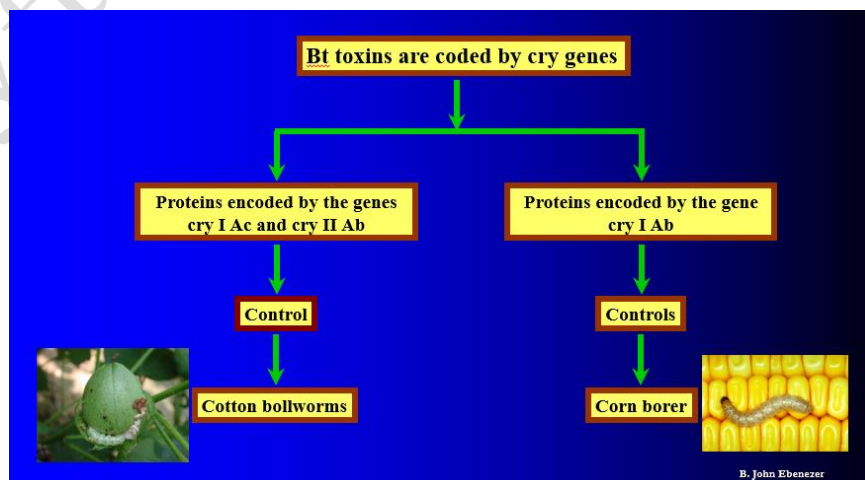 Bt toxins are coded by cry genes
Proteins encoded by the genes
cry I Ac and cry II Ab
Proteins encoded by the gene
cry I Ab
Control
Controls
Cotton bollworms
Corn borer
B. John Ebenezer